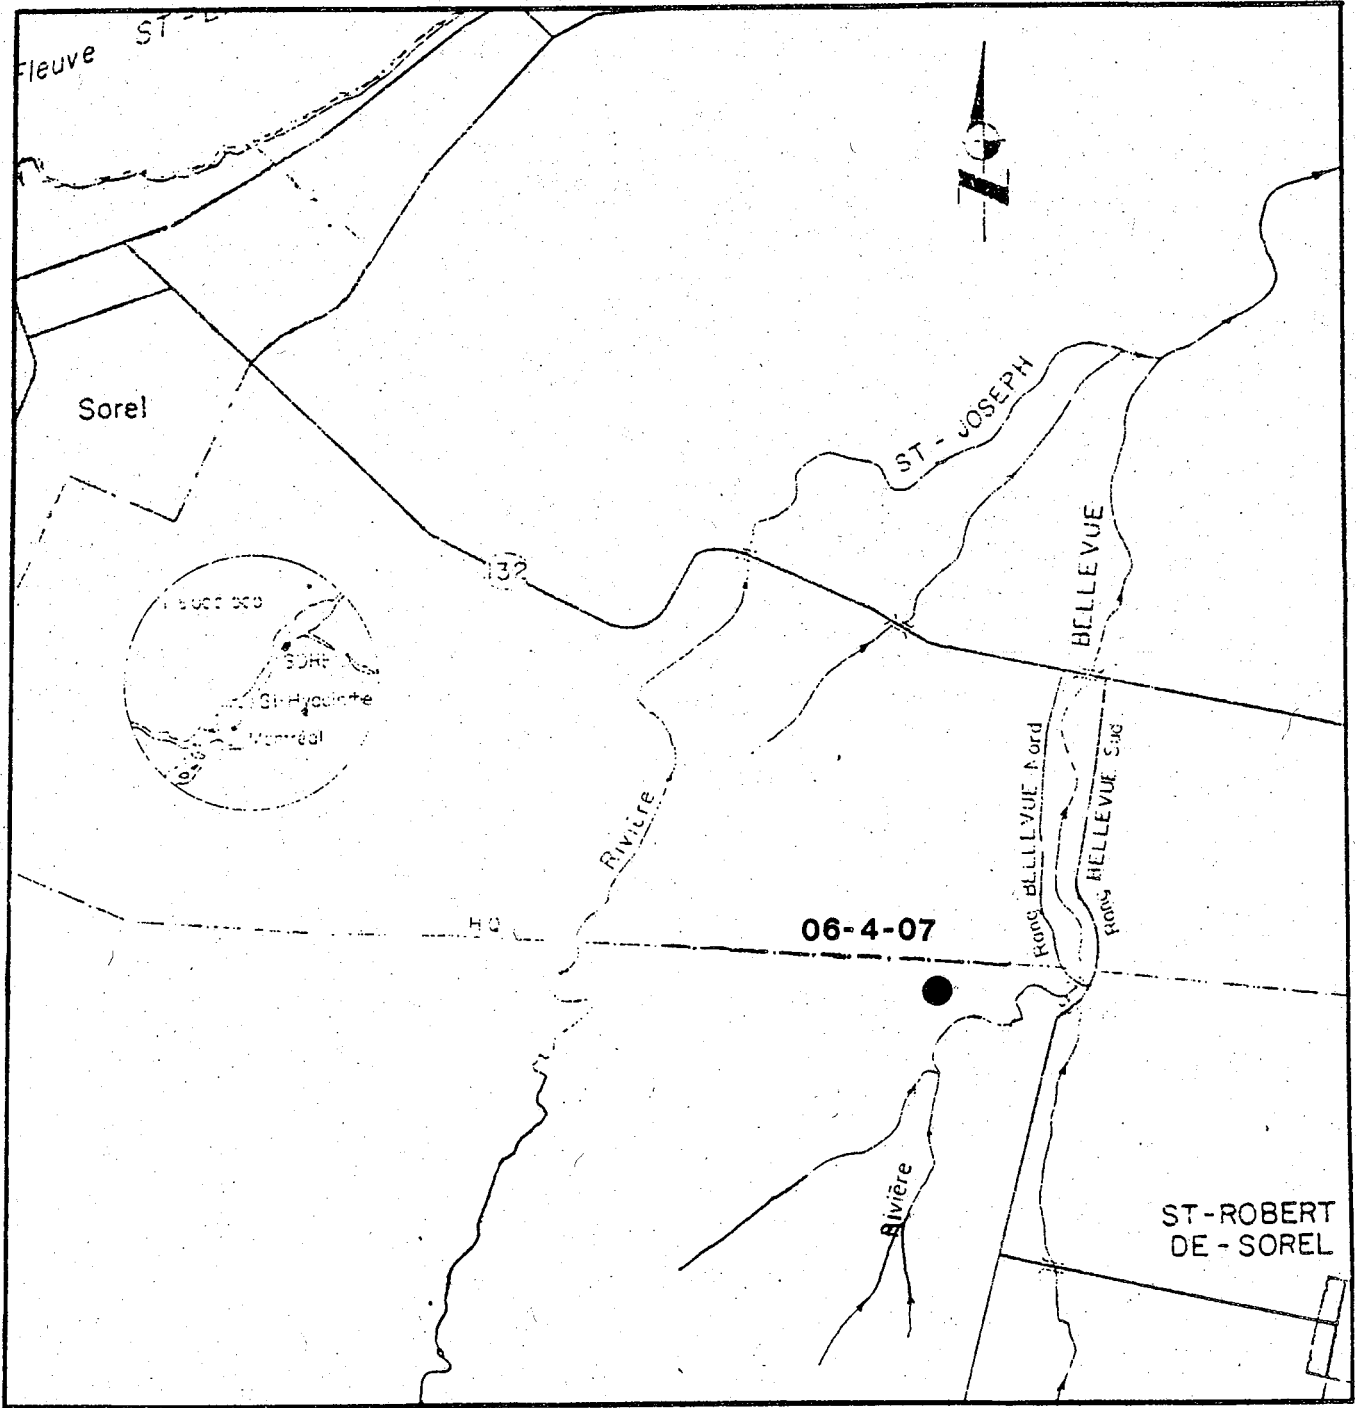 Fleuve
Sorel
132
ST - JOSEPH
BELLEVUE
St-Hyacinthe
Montréal
Rivière
Rang BELLEVUE Nord
Rang BELLEVUE Sud
HQ
06-4-07
Rivière
ST-ROBERT
DE-SOREL